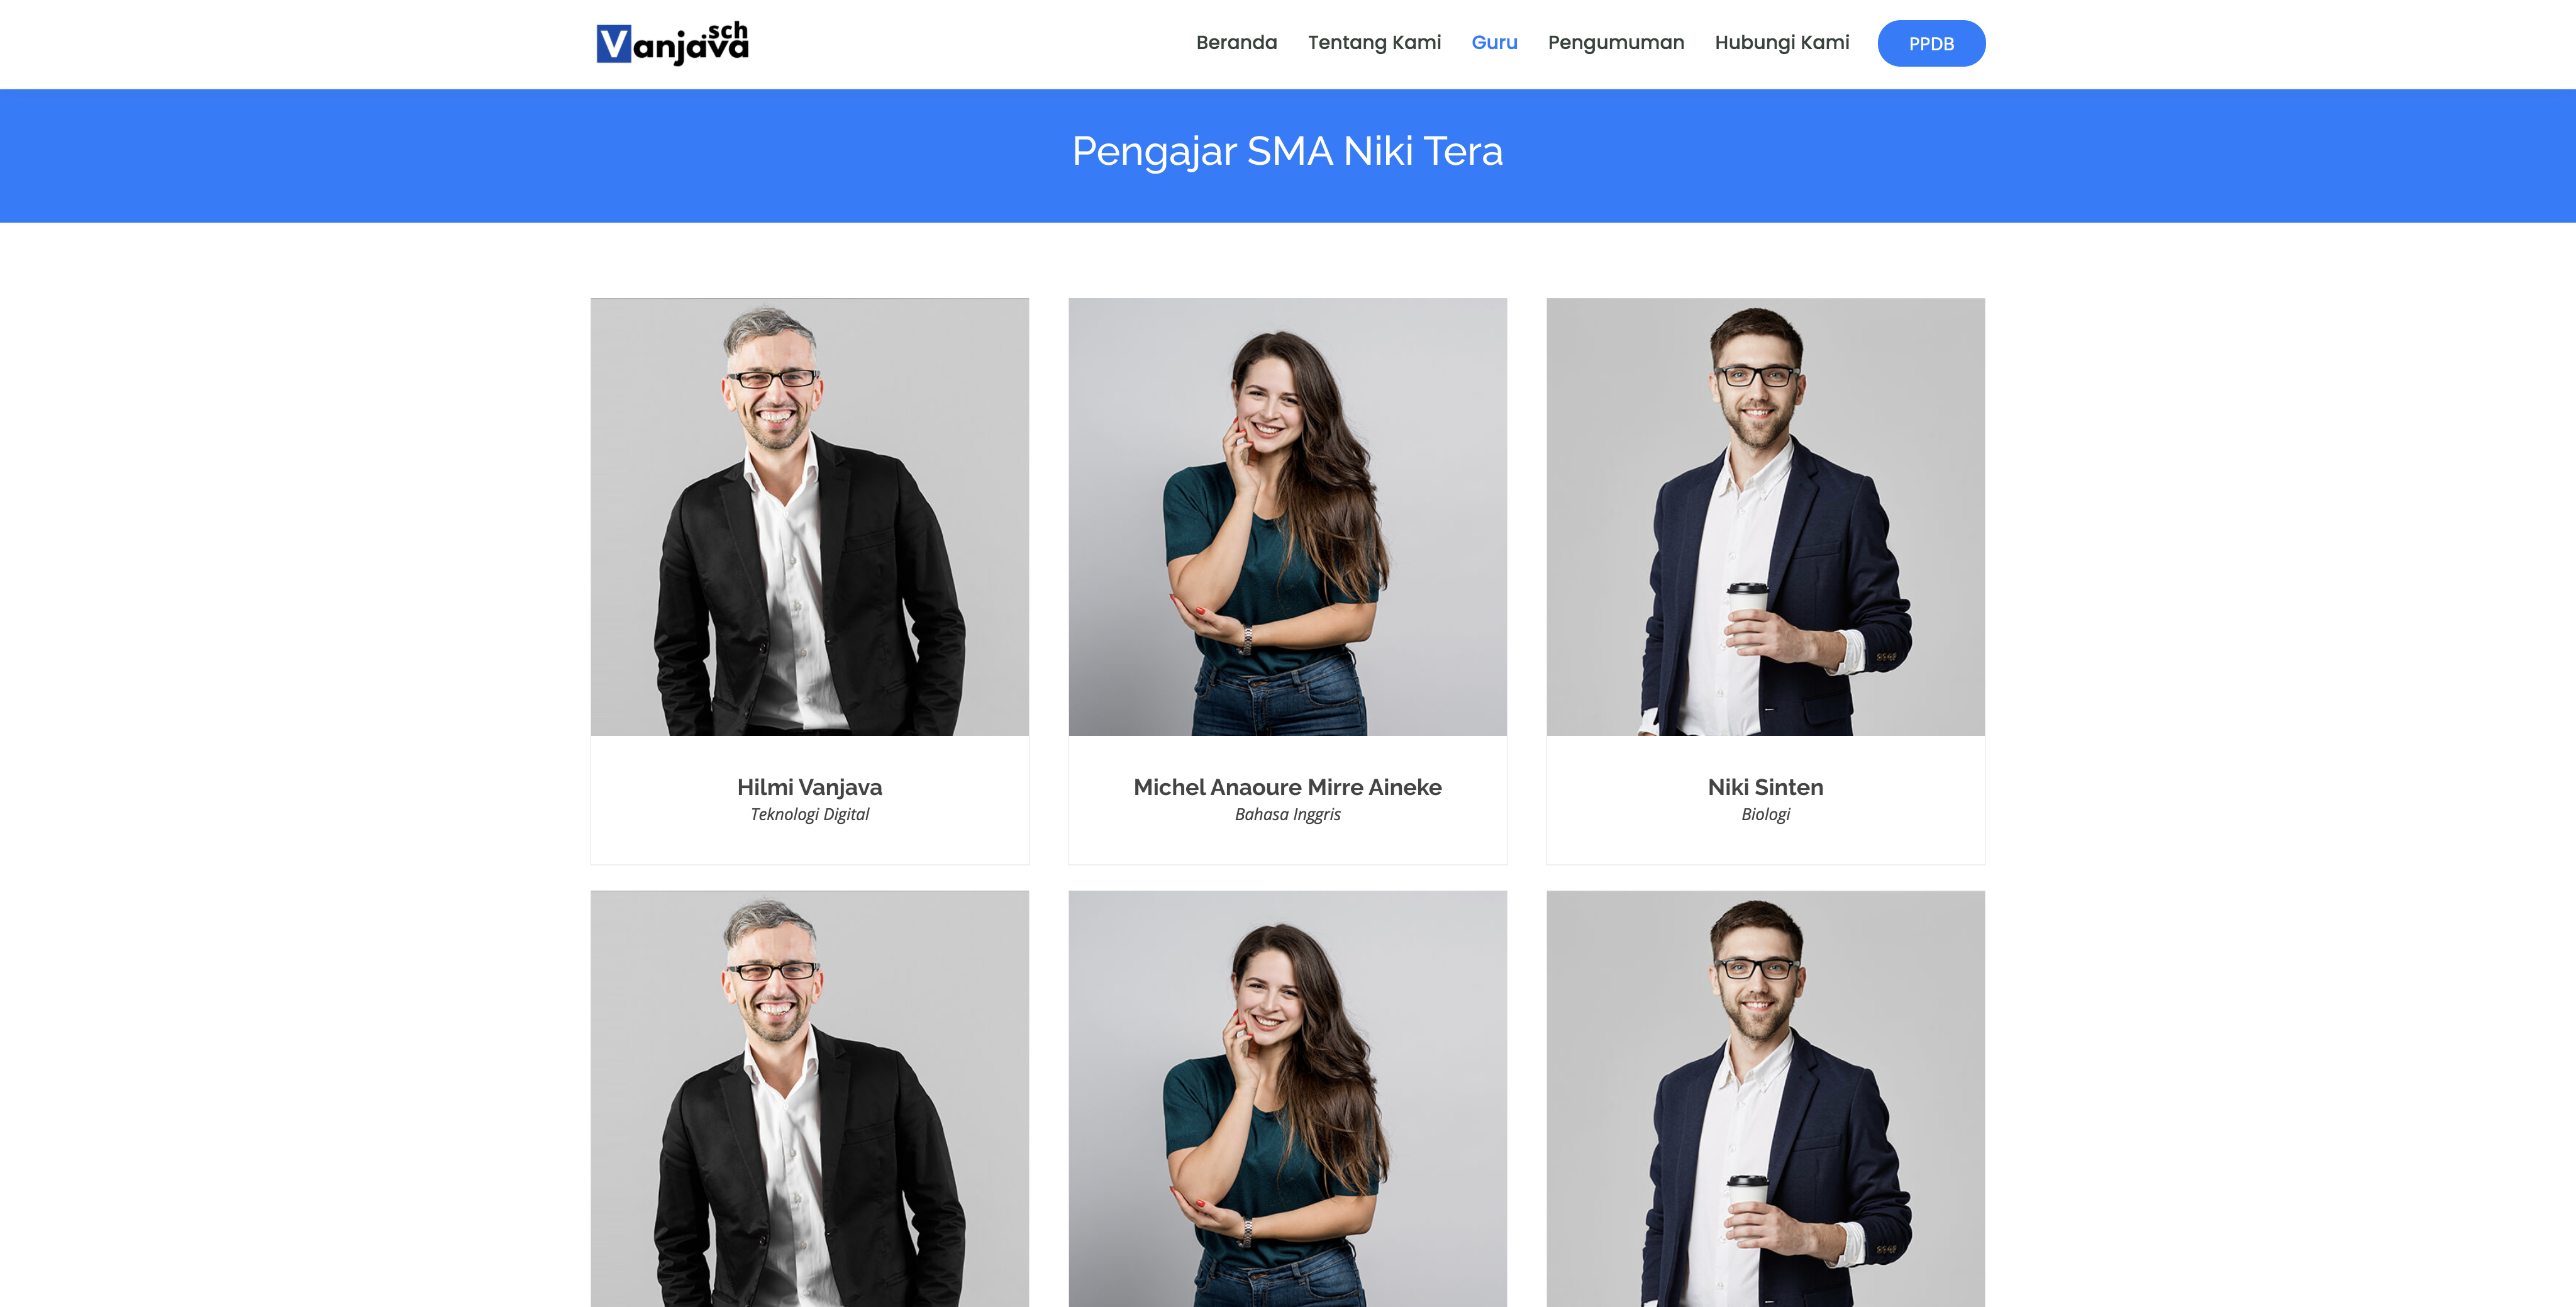 Vanjava sch
Beranda Tentang Kami Guru Pengumuman Hubungi Kami PPDB
Pengajar SMA Niki Tera
Hilmi Vanjava
Teknologi Digital
Michel Anaoure Mirre Aineke
Bahasa Inggris
Niki Sinten
Biologi